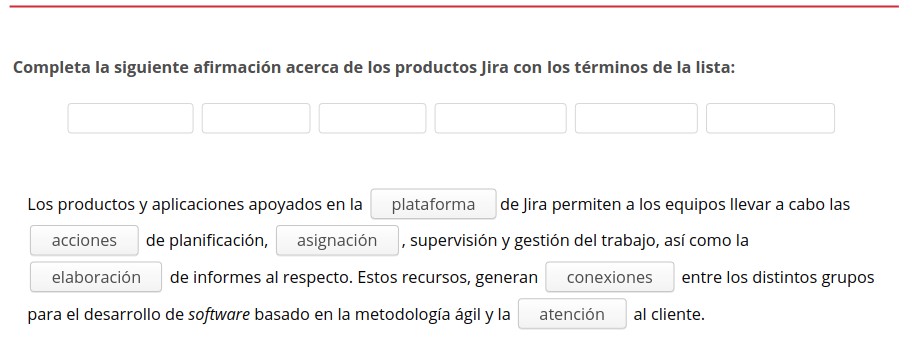 Completa la siguiente afirmación acerca de los productos Jira con los términos de la lista:
Los productos y aplicaciones apoyados en la plataforma de Jira permiten a los equipos llevar a cabo las
acciones de planificación, asignación , supervisión y gestión del trabajo, así como la
elaboración de informes al respecto. Estos recursos, generan conexiones entre los distintos grupos
para el desarrollo de software basado en la metodología ágil y la atención al cliente.